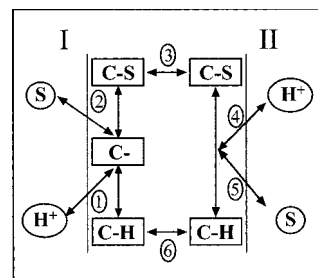 I ③ II
C-S C-S
S ② H⁺
④
C-
①
⑤
H⁺ S
C-H ⑥ C-H